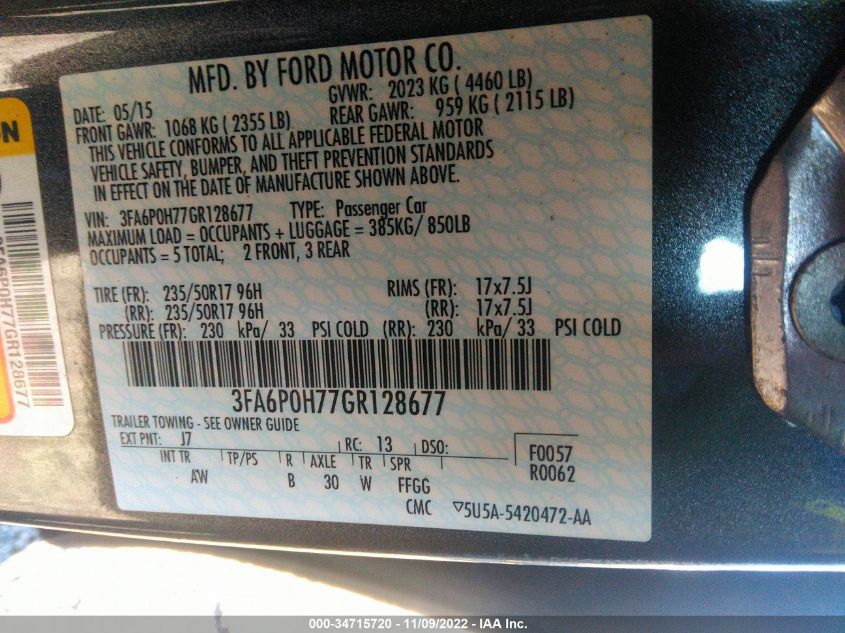 MFD. BY FORD MOTOR CO.
DATE: 05/15
GVWR: 2023 KG ( 4460 LB)
FRONT GAWR: 1068 KG ( 2355 LB)
REAR GAWR: 959 KG ( 2115 LB)
THIS VEHICLE CONFORMS TO ALL APPLICABLE FEDERAL MOTOR
VEHICLE SAFETY, BUMPER, AND THEFT PREVENTION STANDARDS
IN EFFECT ON THE DATE OF MANUFACTURE SHOWN ABOVE.
VIN: 3FA6P0H77GR128677 TYPE: Passenger Car
MAXIMUM LOAD = OCCUPANTS + LUGGAGE = 385KG/ 850LB
OCCUPANTS = 5 TOTAL; 2 FRONT, 3 REAR
TIRE (FR): 235/50R17 96H RIMS (FR): 17x7.5J
(RR): 235/50R17 96H (RR): 17x7.5J
PRESSURE (FR): 230 kPa/ 33 PSI COLD (RR): 230 kPa/ 33 PSI COLD
3FA6P0H77GR128677
TRAILER TOWING - SEE OWNER GUIDE
EXT PNT: J7 RC: 13 DSO:
INT TR TP/PS R AXLE TR SPR
AW B 30 W FFGG
F0057
R0062
CMC ▽5U5A-5420472-AA
ON
3FA6P0H77GR128677
000-34715720 - 11/09/2022 - IAA Inc.